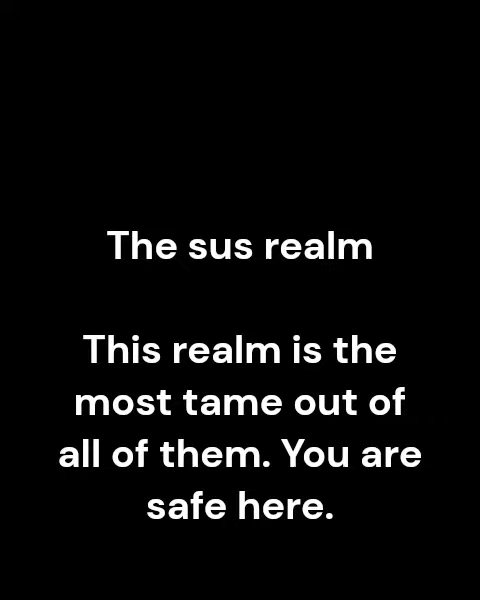 The sus realm
This realm is the
most tame out of
all of them. You are
safe here.